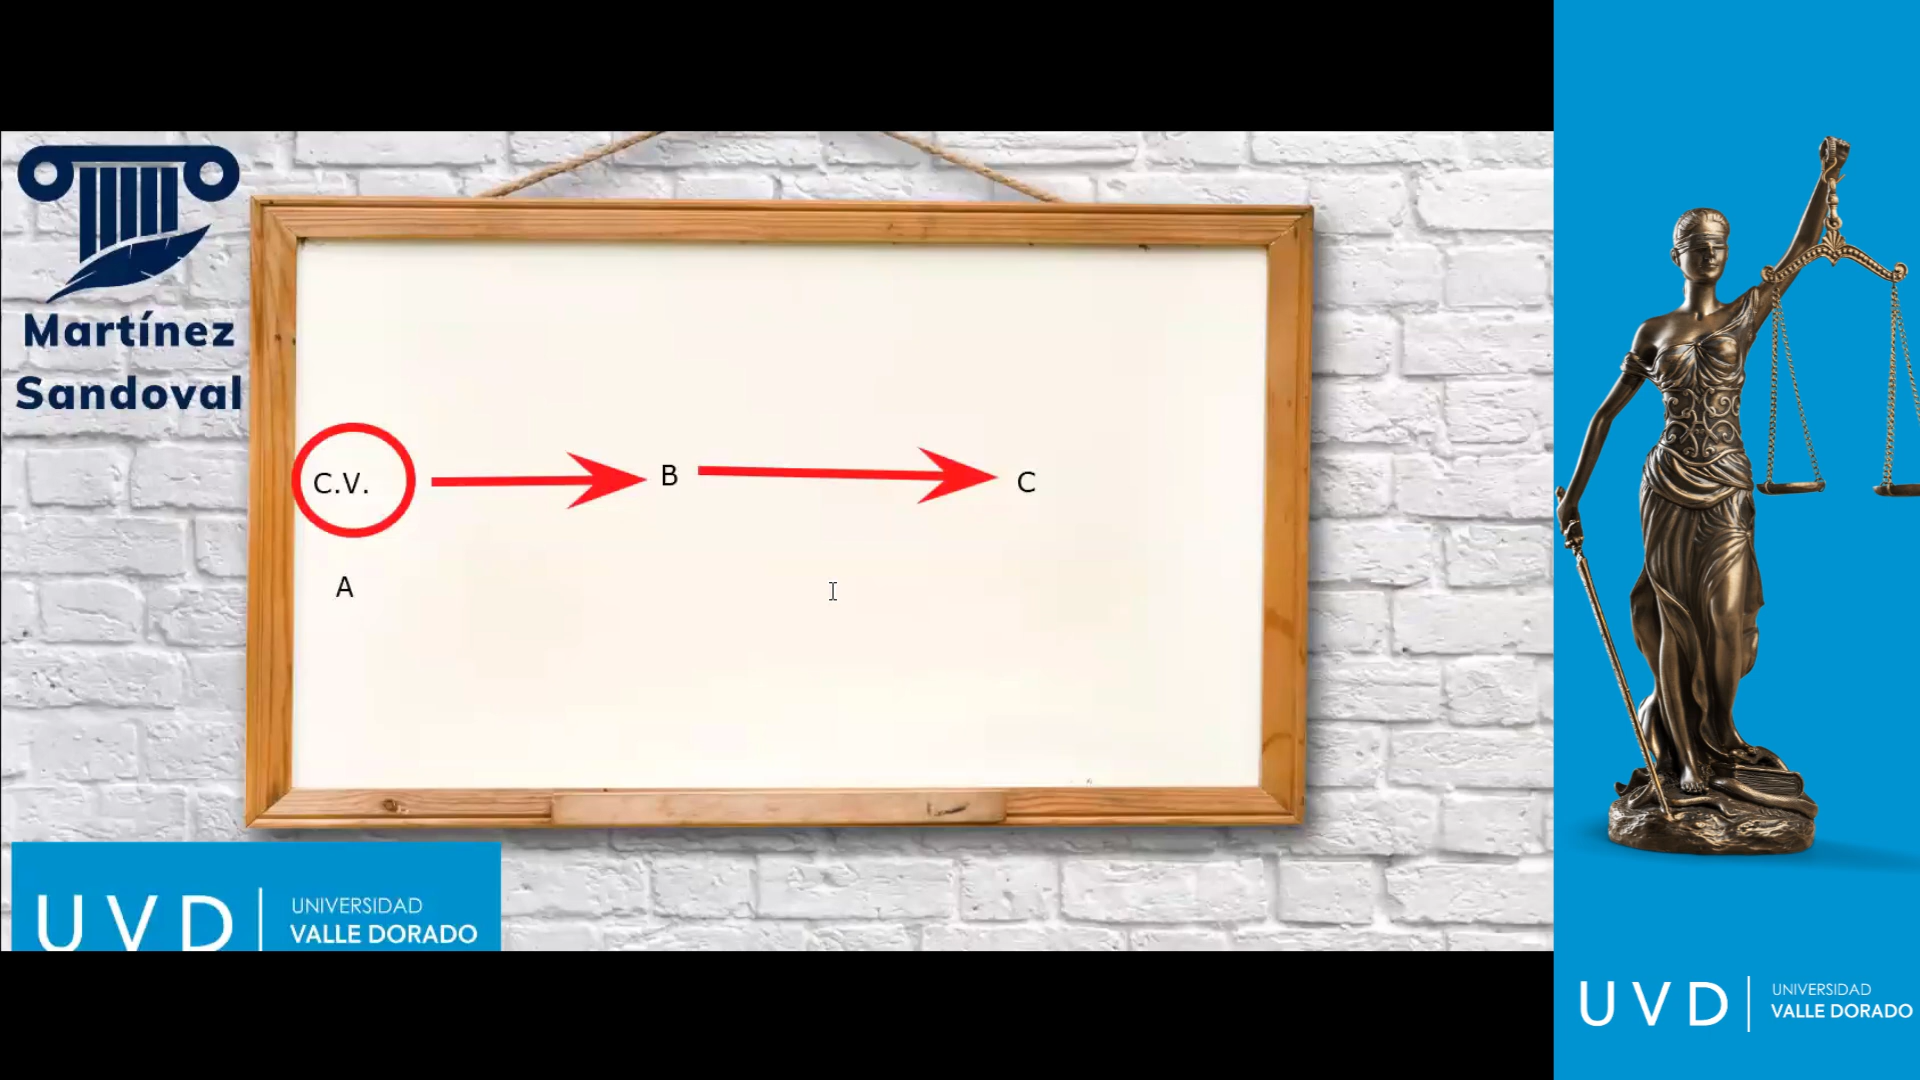 Martínez
Sandoval
C.V.
B
C
A
UVD
UNIVERSIDAD
VALLE DORADO
UVD
UNIVERSIDAD
VALLE DORADO